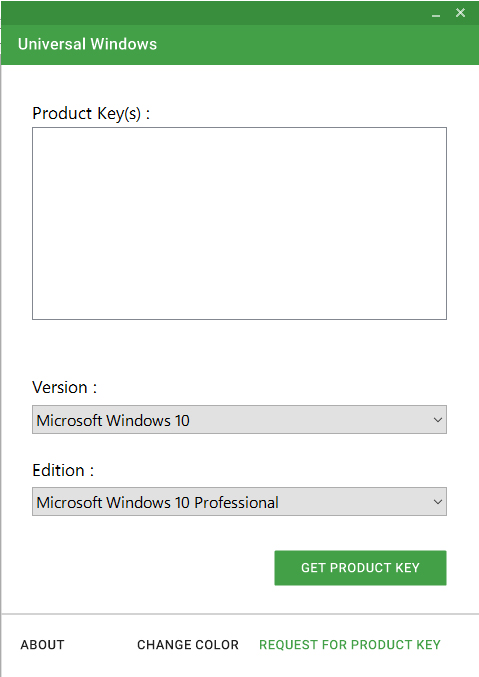 Universal Windows
Product Key(s) :
Version :
Microsoft Windows 10
Edition :
Microsoft Windows 10 Professional
GET PRODUCT KEY
ABOUT CHANGE COLOR REQUEST FOR PRODUCT KEY